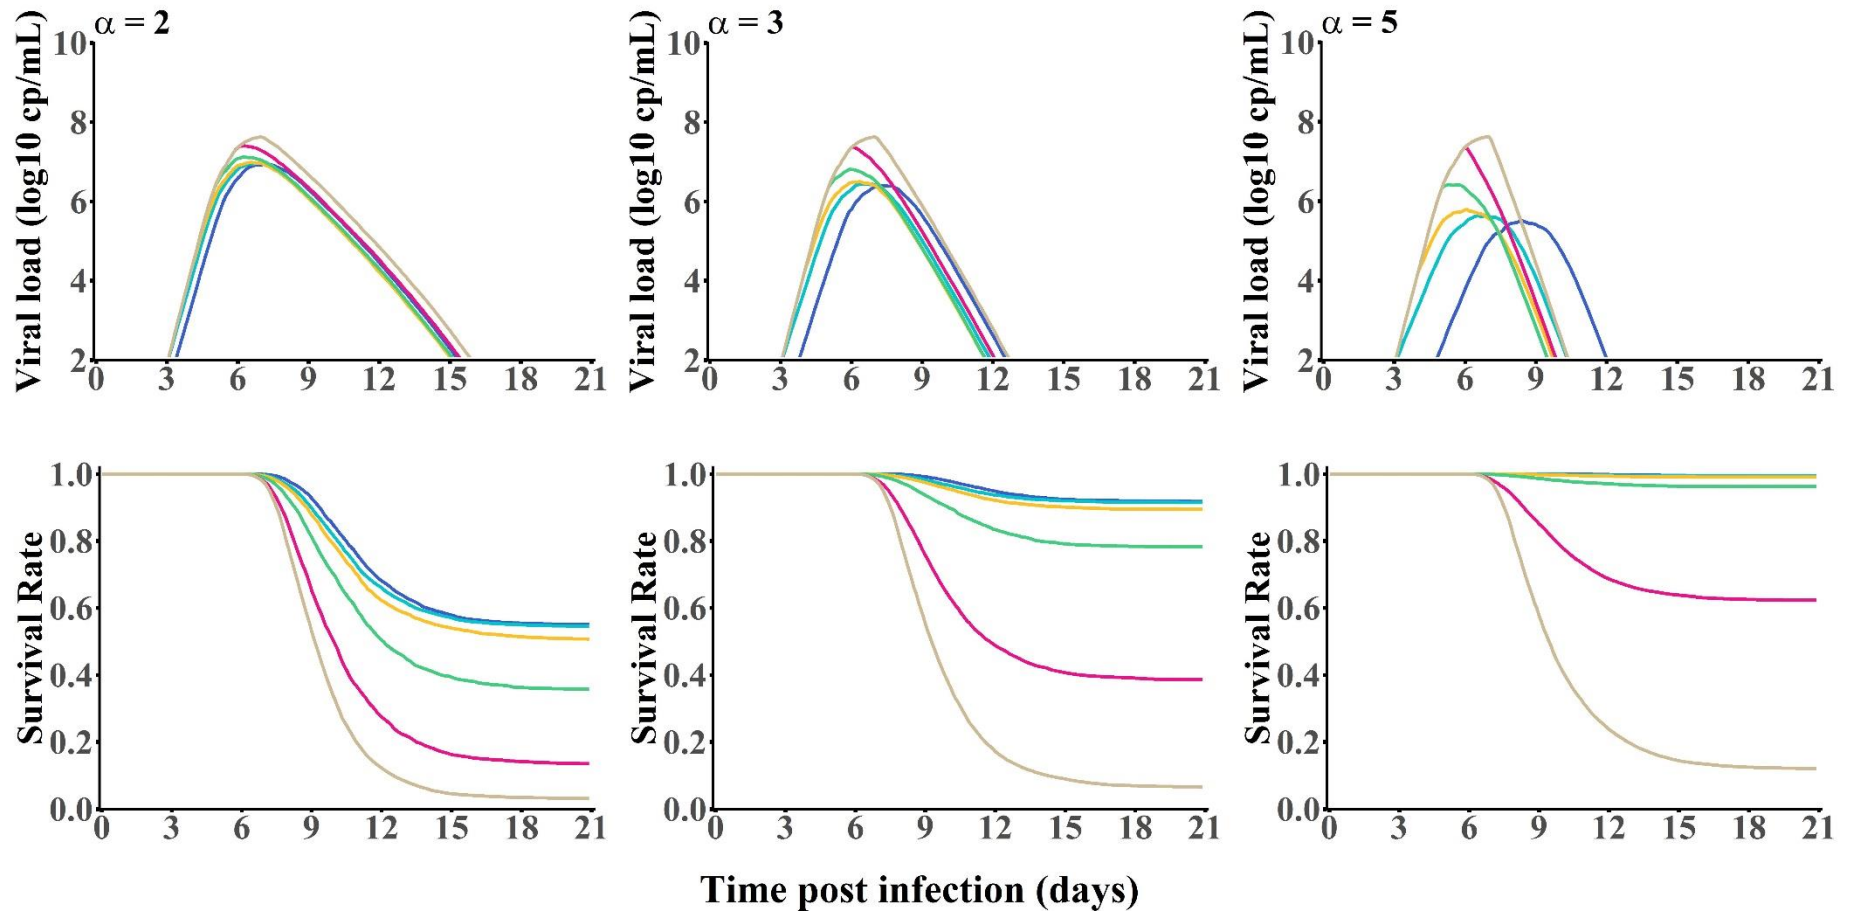 α = 2
α = 3
α = 5
Viral load (log10 cp/mL)
10
8
6
4
2
0 3 6 9 12 15 18 21
Viral load (log10 cp/mL)
10
8
6
4
2
0 3 6 9 12 15 18 21
Viral load (log10 cp/mL)
10
8
6
4
2
0 3 6 9 12 15 18 21
Survival Rate
1.0
0.8
0.6
0.4
0.2
0.0
0 3 6 9 12 15 18 21
Survival Rate
1.0
0.8
0.6
0.4
0.2
0.0
0 3 6 9 12 15 18 21
Survival Rate
1.0
0.8
0.6
0.4
0.2
0.0
0 3 6 9 12 15 18 21
Time post infection (days)